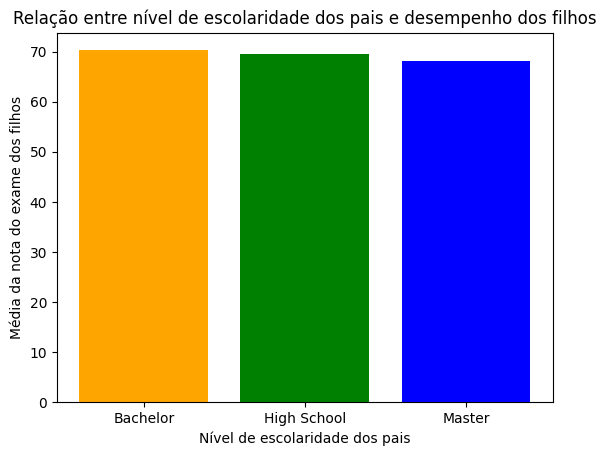 Relação entre nível de escolaridade dos pais e desempenho dos filhos
Média da nota do exame dos filhos
70
60
50
40
30
20
10
0
Bachelor
High School
Master
Nível de escolaridade dos pais